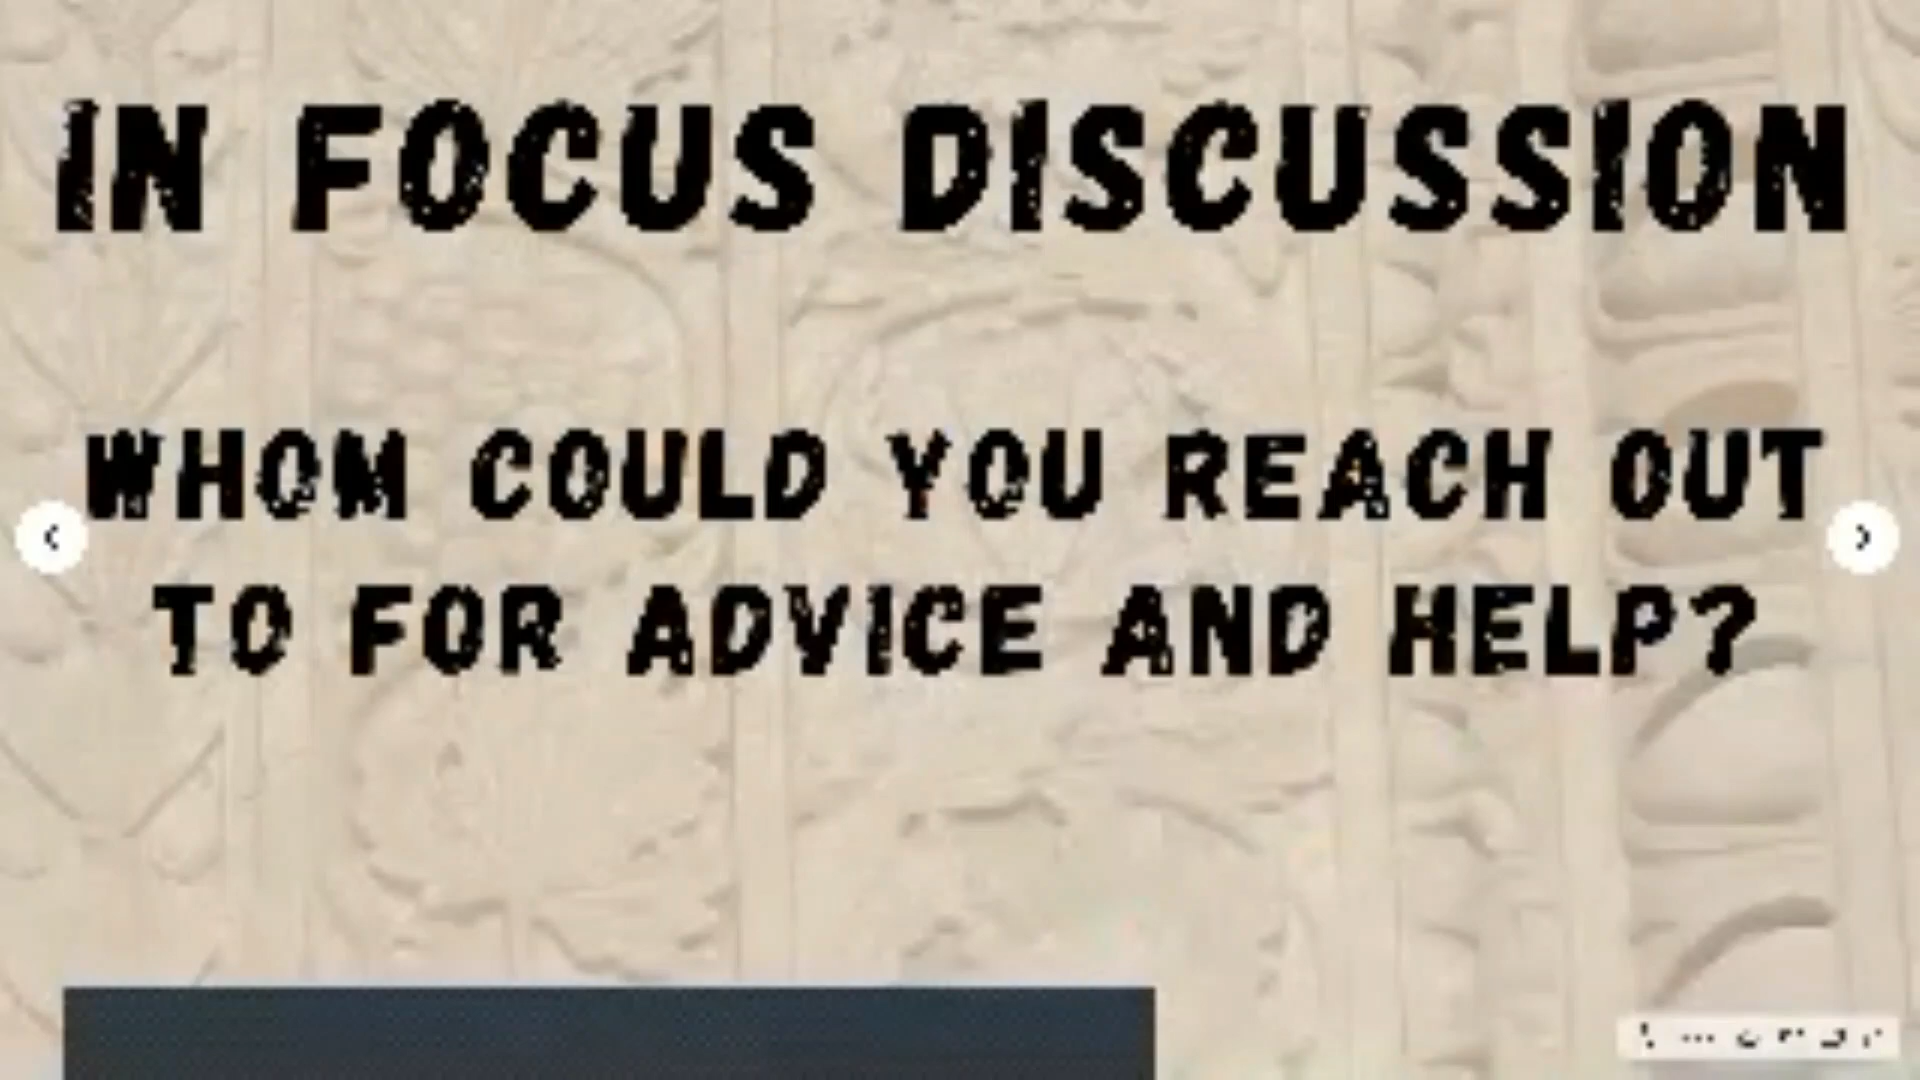 IN FOCUS DISCUSSION
WHOM COULD YOU REACH OUT
TO FOR ADVICE AND HELP?